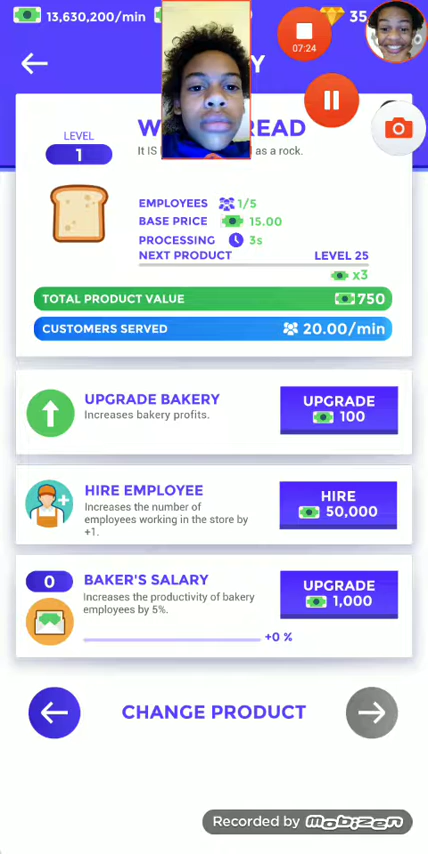 13,630,200/min
35
07:24
Y
LEVEL
1
W READ
It IS as a rock.
EMPLOYEES 1/5
BASE PRICE 15.00
PROCESSING 3s
NEXT PRODUCT LEVEL 25
x3
TOTAL PRODUCT VALUE 750
CUSTOMERS SERVED 20.00/min
UPGRADE BAKERY
Increases bakery profits.
UPGRADE
100
HIRE EMPLOYEE
Increases the number of
employees working in the store by
+1.
HIRE
50,000
0
BAKER'S SALARY
Increases the productivity of bakery
employees by 5%.
UPGRADE
1,000
+0 %
CHANGE PRODUCT
Recorded by mobizen